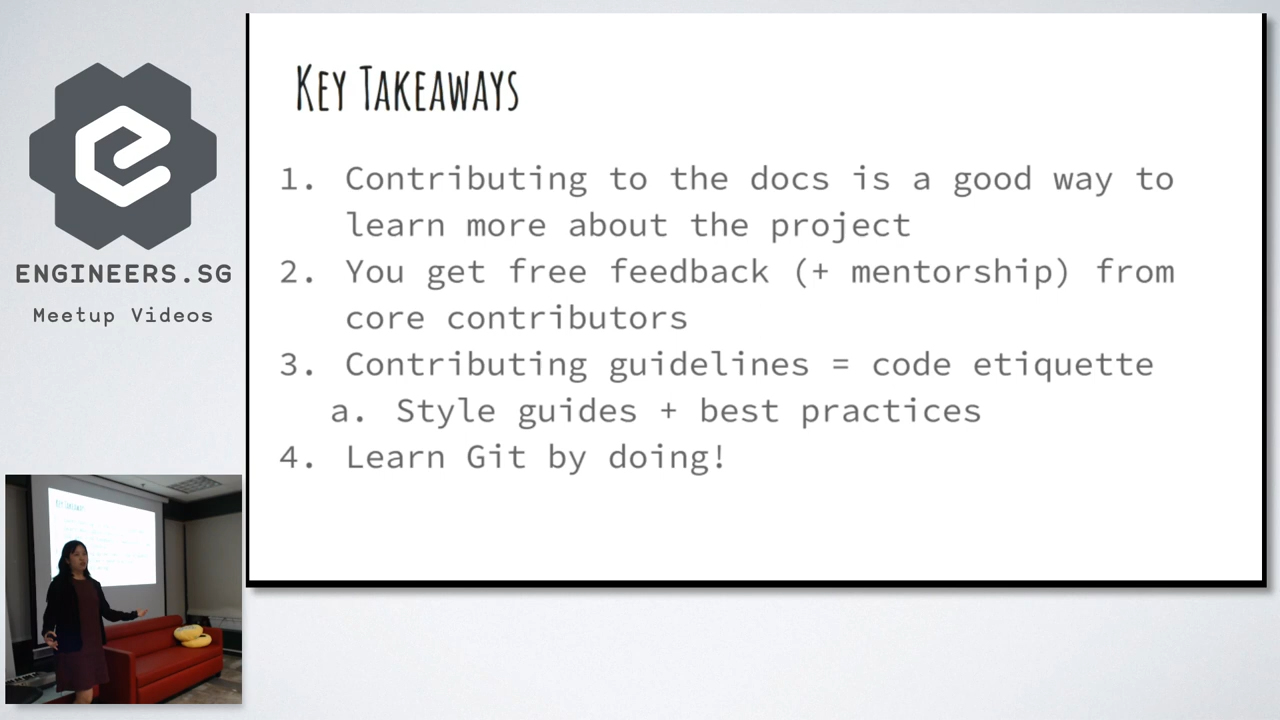 ENGINEERS.SG
Meetup Videos
Key Takeaways
1. Contributing to the docs is a good way to
learn more about the project
2. You get free feedback (+ mentorship) from
core contributors
3. Contributing guidelines = code etiquette
a. Style guides + best practices
4. Learn Git by doing!
Key Takeaways